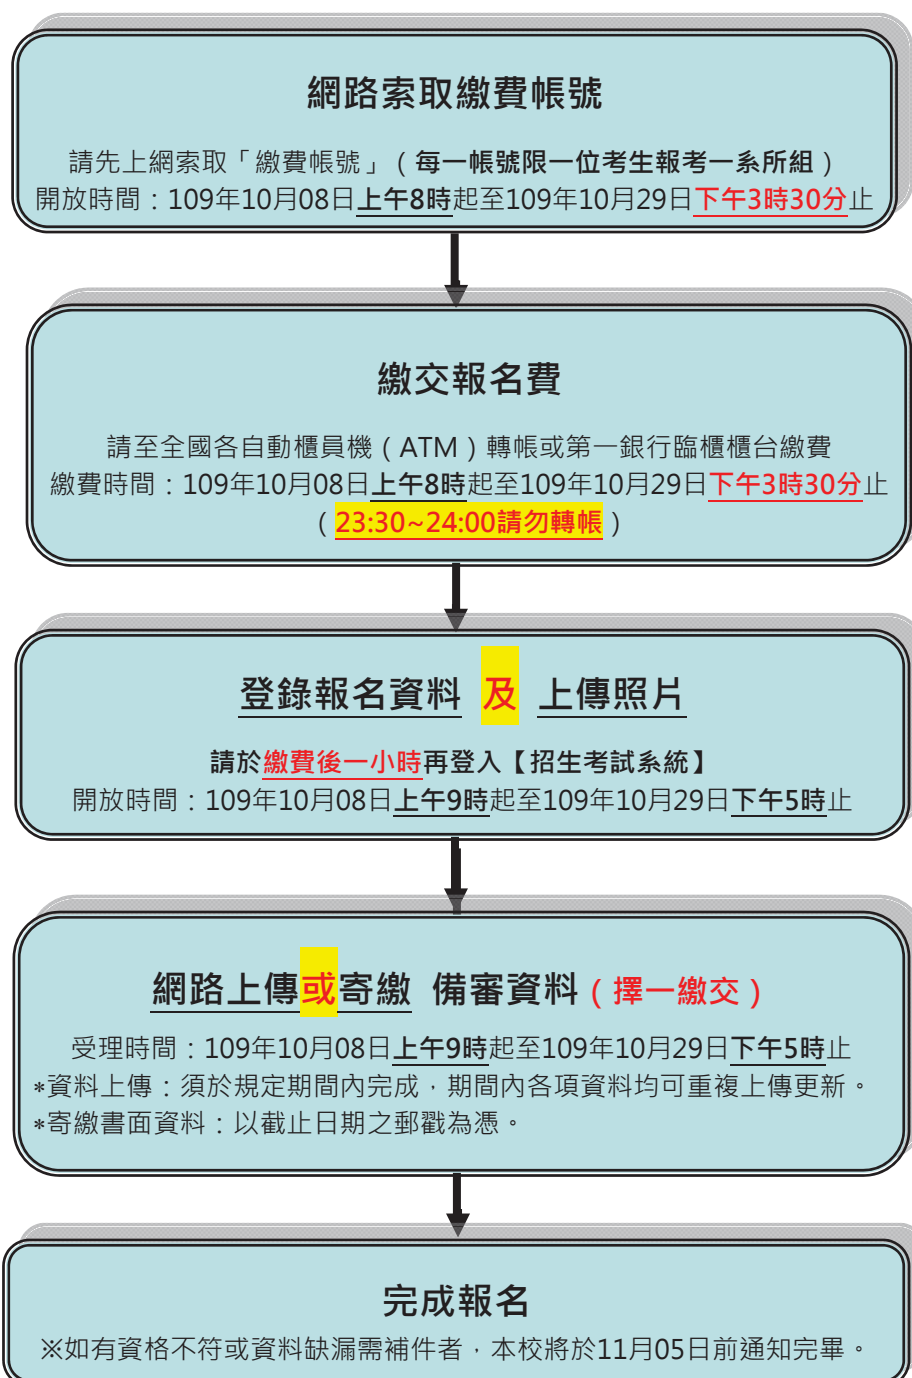 網路索取繳費帳號
請先上網索取「繳費帳號」(每一帳號限一位考生報考一系所組)
開放時間：109年10月08日上午8時起至109年10月29日下午3時30分止
繳交報名費
請至全國各自動櫃員機(ATM)轉帳或第一銀行臨櫃櫃台繳費
繳費時間：109年10月08日上午8時起至109年10月29日下午3時30分止
(23:30~24:00請勿轉帳)
登錄報名資料 及 上傳照片
請於繳費後一小時再登入【招生考試系統】
開放時間：109年10月08日上午9時起至109年10月29日下午5時止
網路上傳或寄繳 備審資料(擇一繳交)
受理時間：109年10月08日上午9時起至109年10月29日下午5時止
*資料上傳：須於規定期間內完成，期間內各項資料均可重複上傳更新。
*寄繳書面資料：以截止日期之郵戳為憑。
完成報名
※如有資格不符或資料缺漏需補件者，本校將於11月05日前通知完畢。